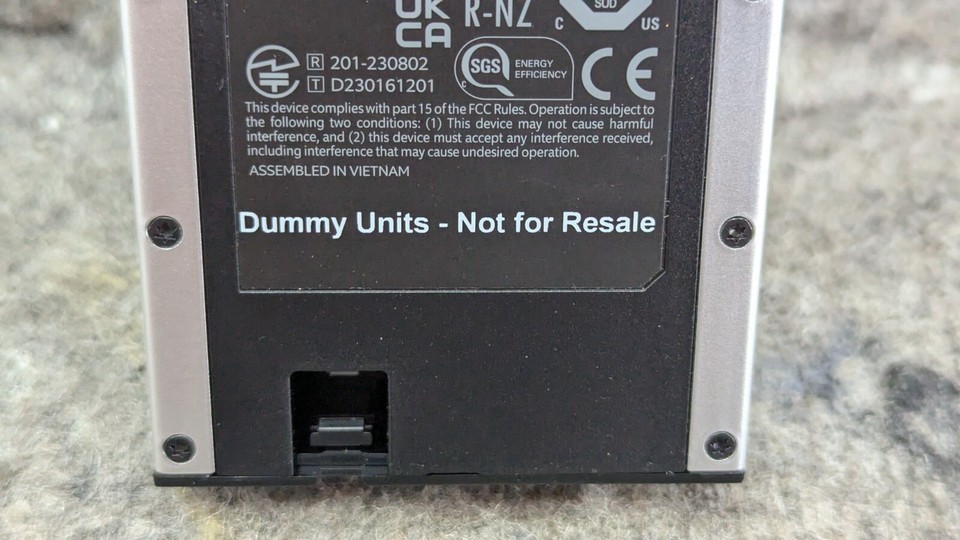 UK
CA
R-NZ
SUD
C US
R 201-230802
T D230161201
SGS
ENERGY
EFFICIENCY
C
CE
This device complies with part 15 of the FCC Rules. Operation is subject to
the following two conditions: (1) This device may not cause harmful
interference, and (2) this device must accept any interference received,
including interference that may cause undesired operation.
ASSEMBLED IN VIETNAM
Dummy Units - Not for Resale